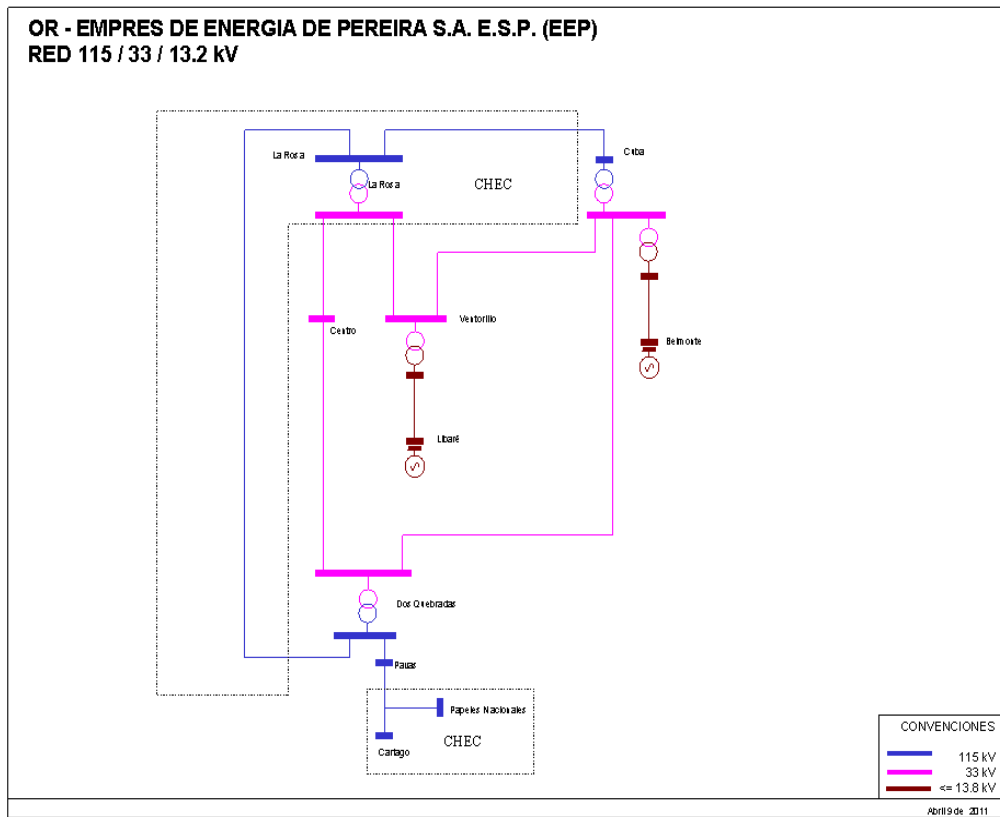 OR - EMPRES DE ENERGIA DE PEREIRA S.A. E.S.P. (EEP)
RED 115 / 33 / 13.2 kV
La Rosa
Cuba
La Rosa
CHEC
Centro
Ventorillo
Belmonte
Libaré
Dos Quebradas
Pavas
Papeles Nacionales
CHEC
Cartago
CONVENCIONES
115 kV
33 kV
<= 13.8 kV
Abril 9 de 2011